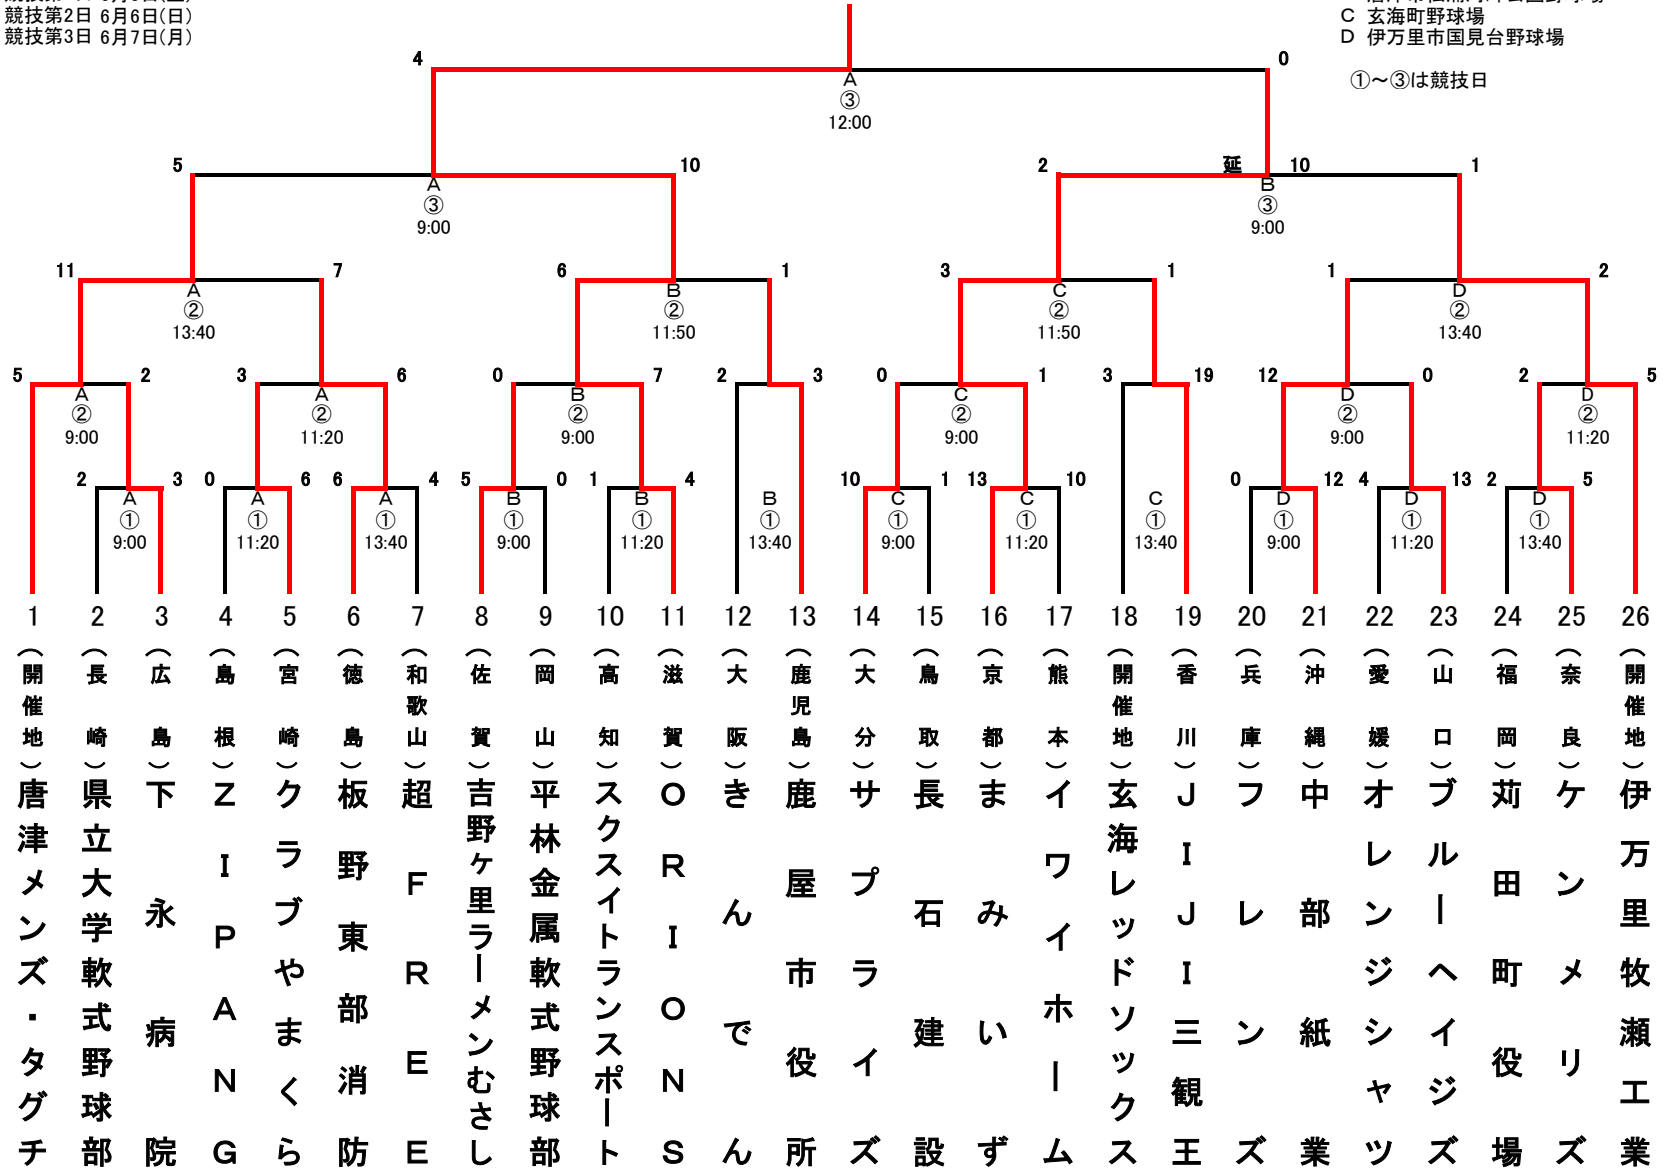 競技第2日 6月6日(日)
競技第3日 6月7日(月)
C 玄海町野球場
D 伊万里市国見台野球場
①～③は競技日
4 0
A
③
12:00
5 10 2 延 10 1
A B
③ ③
9:00 9:00
11 7 6 1 3 1 1 2
A B C D
② ② ② ②
13:40 11:50 11:50 13:40
5 2 3 6 0 7 2 3 0 1 3 19 12 0 2 5
A A B C D D
② ② ② ② ② ②
9:00 11:20 9:00 9:00 9:00 11:20
2 3 0 6 6 4 5 0 1 4 10 1 13 10 0 12 4 13 2 5
A A A B B B C C C D D D
① ① ① ① ① ① ① ① ① ① ① ①
9:00 11:20 13:40 9:00 11:20 13:40 9:00 11:20 13:40 9:00 11:20 13:40
1 (開催地) 唐津メンズ・タグチ
2 (長崎) 県立大学軟式野球部
3 (広島) 下永病院
4 (島根) ZIPANG
5 (宮崎) クラブやまくら
6 (徳島) 板野東部消防
7 (和歌山) 超FREE
8 (佐賀) 吉野ヶ里ラーメンむさし
9 (岡山) 平林金属軟式野球部
10 (高知) スクスイトランスポート
11 (滋賀) ORIONS
12 (大阪) きんでん
13 (鹿児島) 鹿屋市役所
14 (大分) サプライズ
15 (鳥取) 長石建設
16 (京都) まみいず
17 (熊本) イワイホーム
18 (開催地) 玄海レッドソックス
19 (香川) JIJI三観王
20 (兵庫) フレンズ
21 (沖縄) 中部紙業
22 (愛媛) オレンジシャツ
23 (山口) ブルーヘイジズ
24 (福岡) 苅田町役場
25 (奈良) ケンメリズ
26 (開催地) 伊万里牧瀬工業